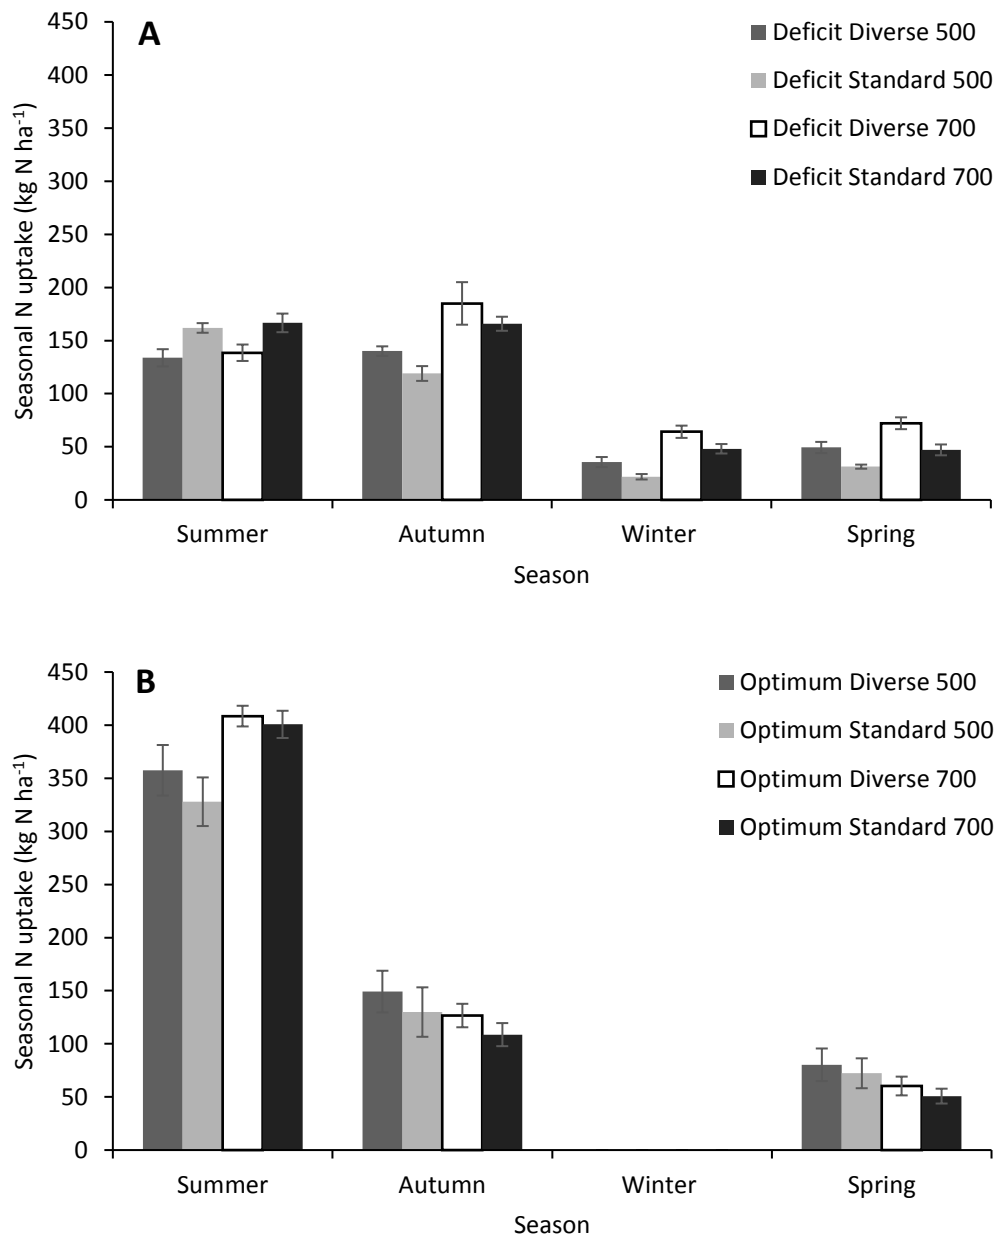 A
Deficit Diverse 500
Deficit Standard 500
Deficit Diverse 700
Deficit Standard 700
Seasonal N uptake (kg N ha⁻¹)
450
400
350
300
250
200
150
100
50
0
Summer Autumn Winter Spring
Season
B
Optimum Diverse 500
Optimum Standard 500
Optimum Diverse 700
Optimum Standard 700
Seasonal N uptake (kg N ha⁻¹)
450
400
350
300
250
200
150
100
50
0
Summer Autumn Winter Spring
Season